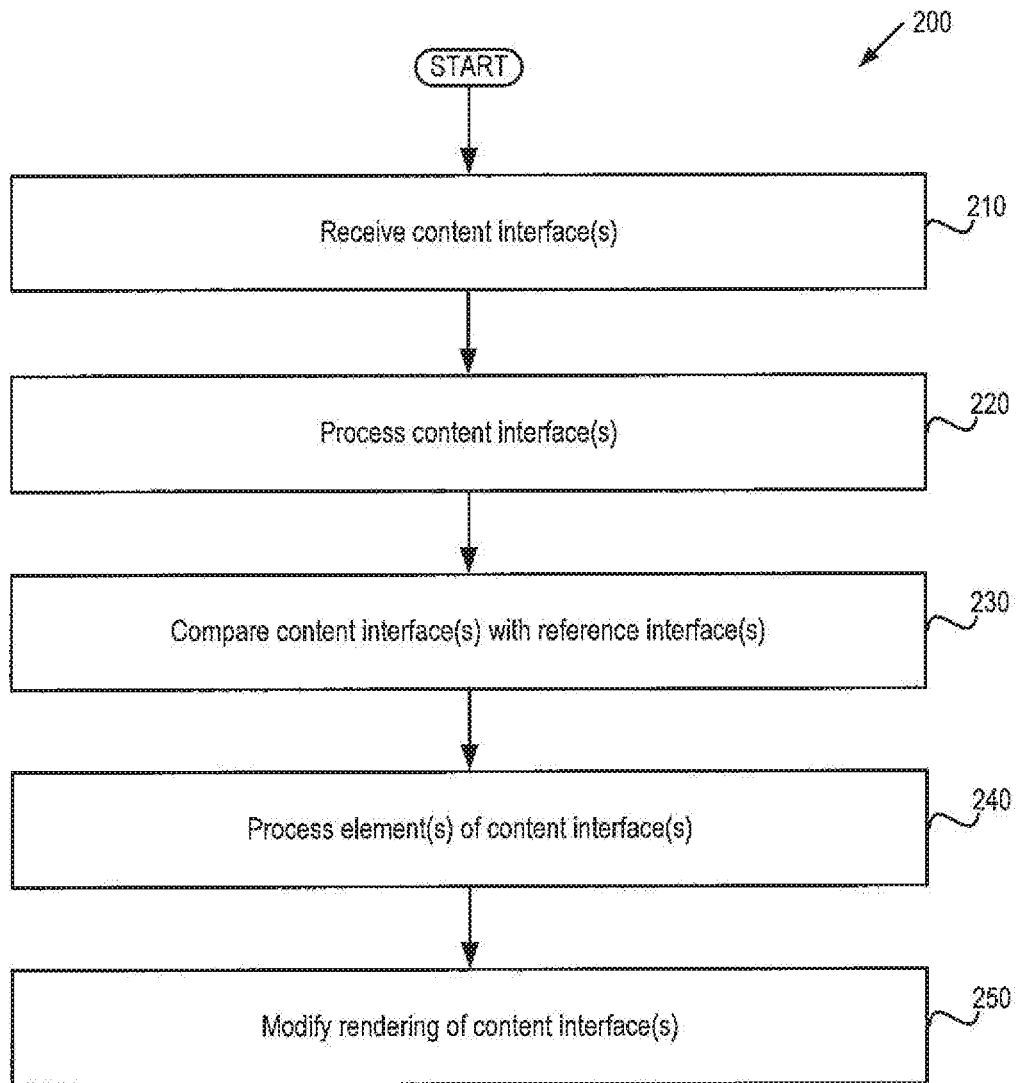 200
START
Receive content interface(s)
210
Process content interface(s)
220
Compare content interface(s) with reference interface(s)
230
Process element(s) of content interface(s)
240
Modify rendering of content interface(s)
250